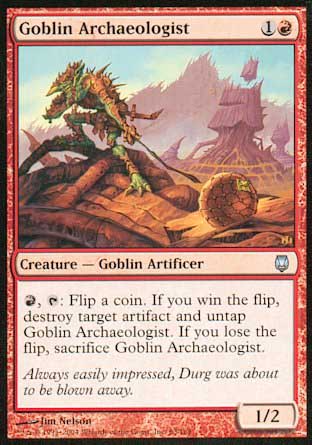 Goblin Archaeologist 1
Creature — Goblin Artificer
, : Flip a coin. If you win the flip,
destroy target artifact and untap
Goblin Archaeologist. If you lose the
flip, sacrifice Goblin Archaeologist.
Always easily impressed, Durg was about
to be blown away.
Jim Nelson
1/2